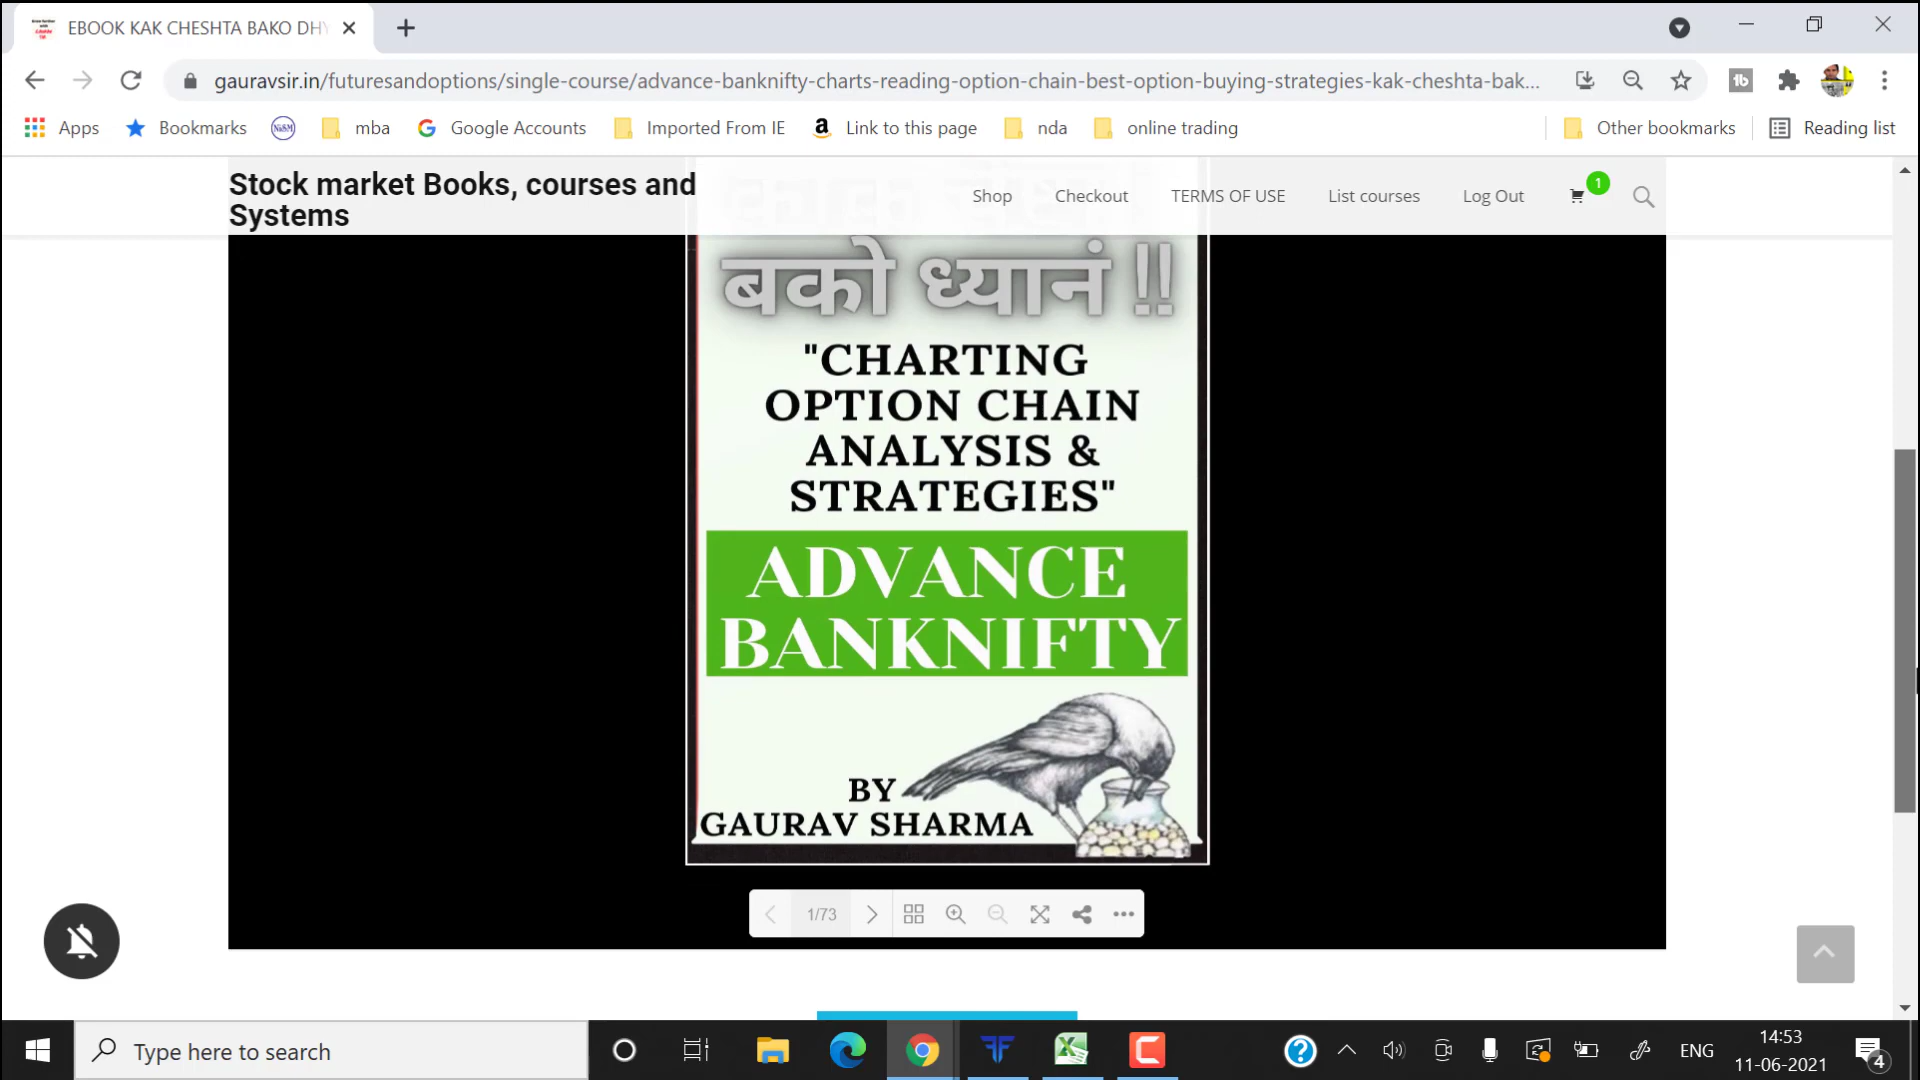 EBOOK KAK CHESHTA BAKO DHY
gauravsir.in/futuresandoptions/single-course/advance-banknifty-charts-reading-option-chain-best-option-buying-strategies-kak-cheshta-bak...
Apps Bookmarks mba Google Accounts Imported From IE Link to this page nda online trading Other bookmarks Reading list
Stock market Books, courses and
Systems
Shop Checkout TERMS OF USE List courses Log Out 1
बको ध्यानं !!
"CHARTING
OPTION CHAIN
ANALYSIS &
STRATEGIES"
ADVANCE
BANKNIFTY
BY
GAURAV SHARMA
1/73
Type here to search
ENG
14:53
11-06-2021
4